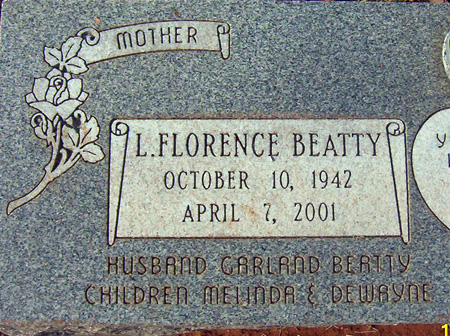 MOTHER
L. FLORENCE BEATTY
OCTOBER 10, 1942
APRIL 7, 2001
HUSBAND GARLAND BEATTY
CHILDREN MELINDA & DEWAYNE